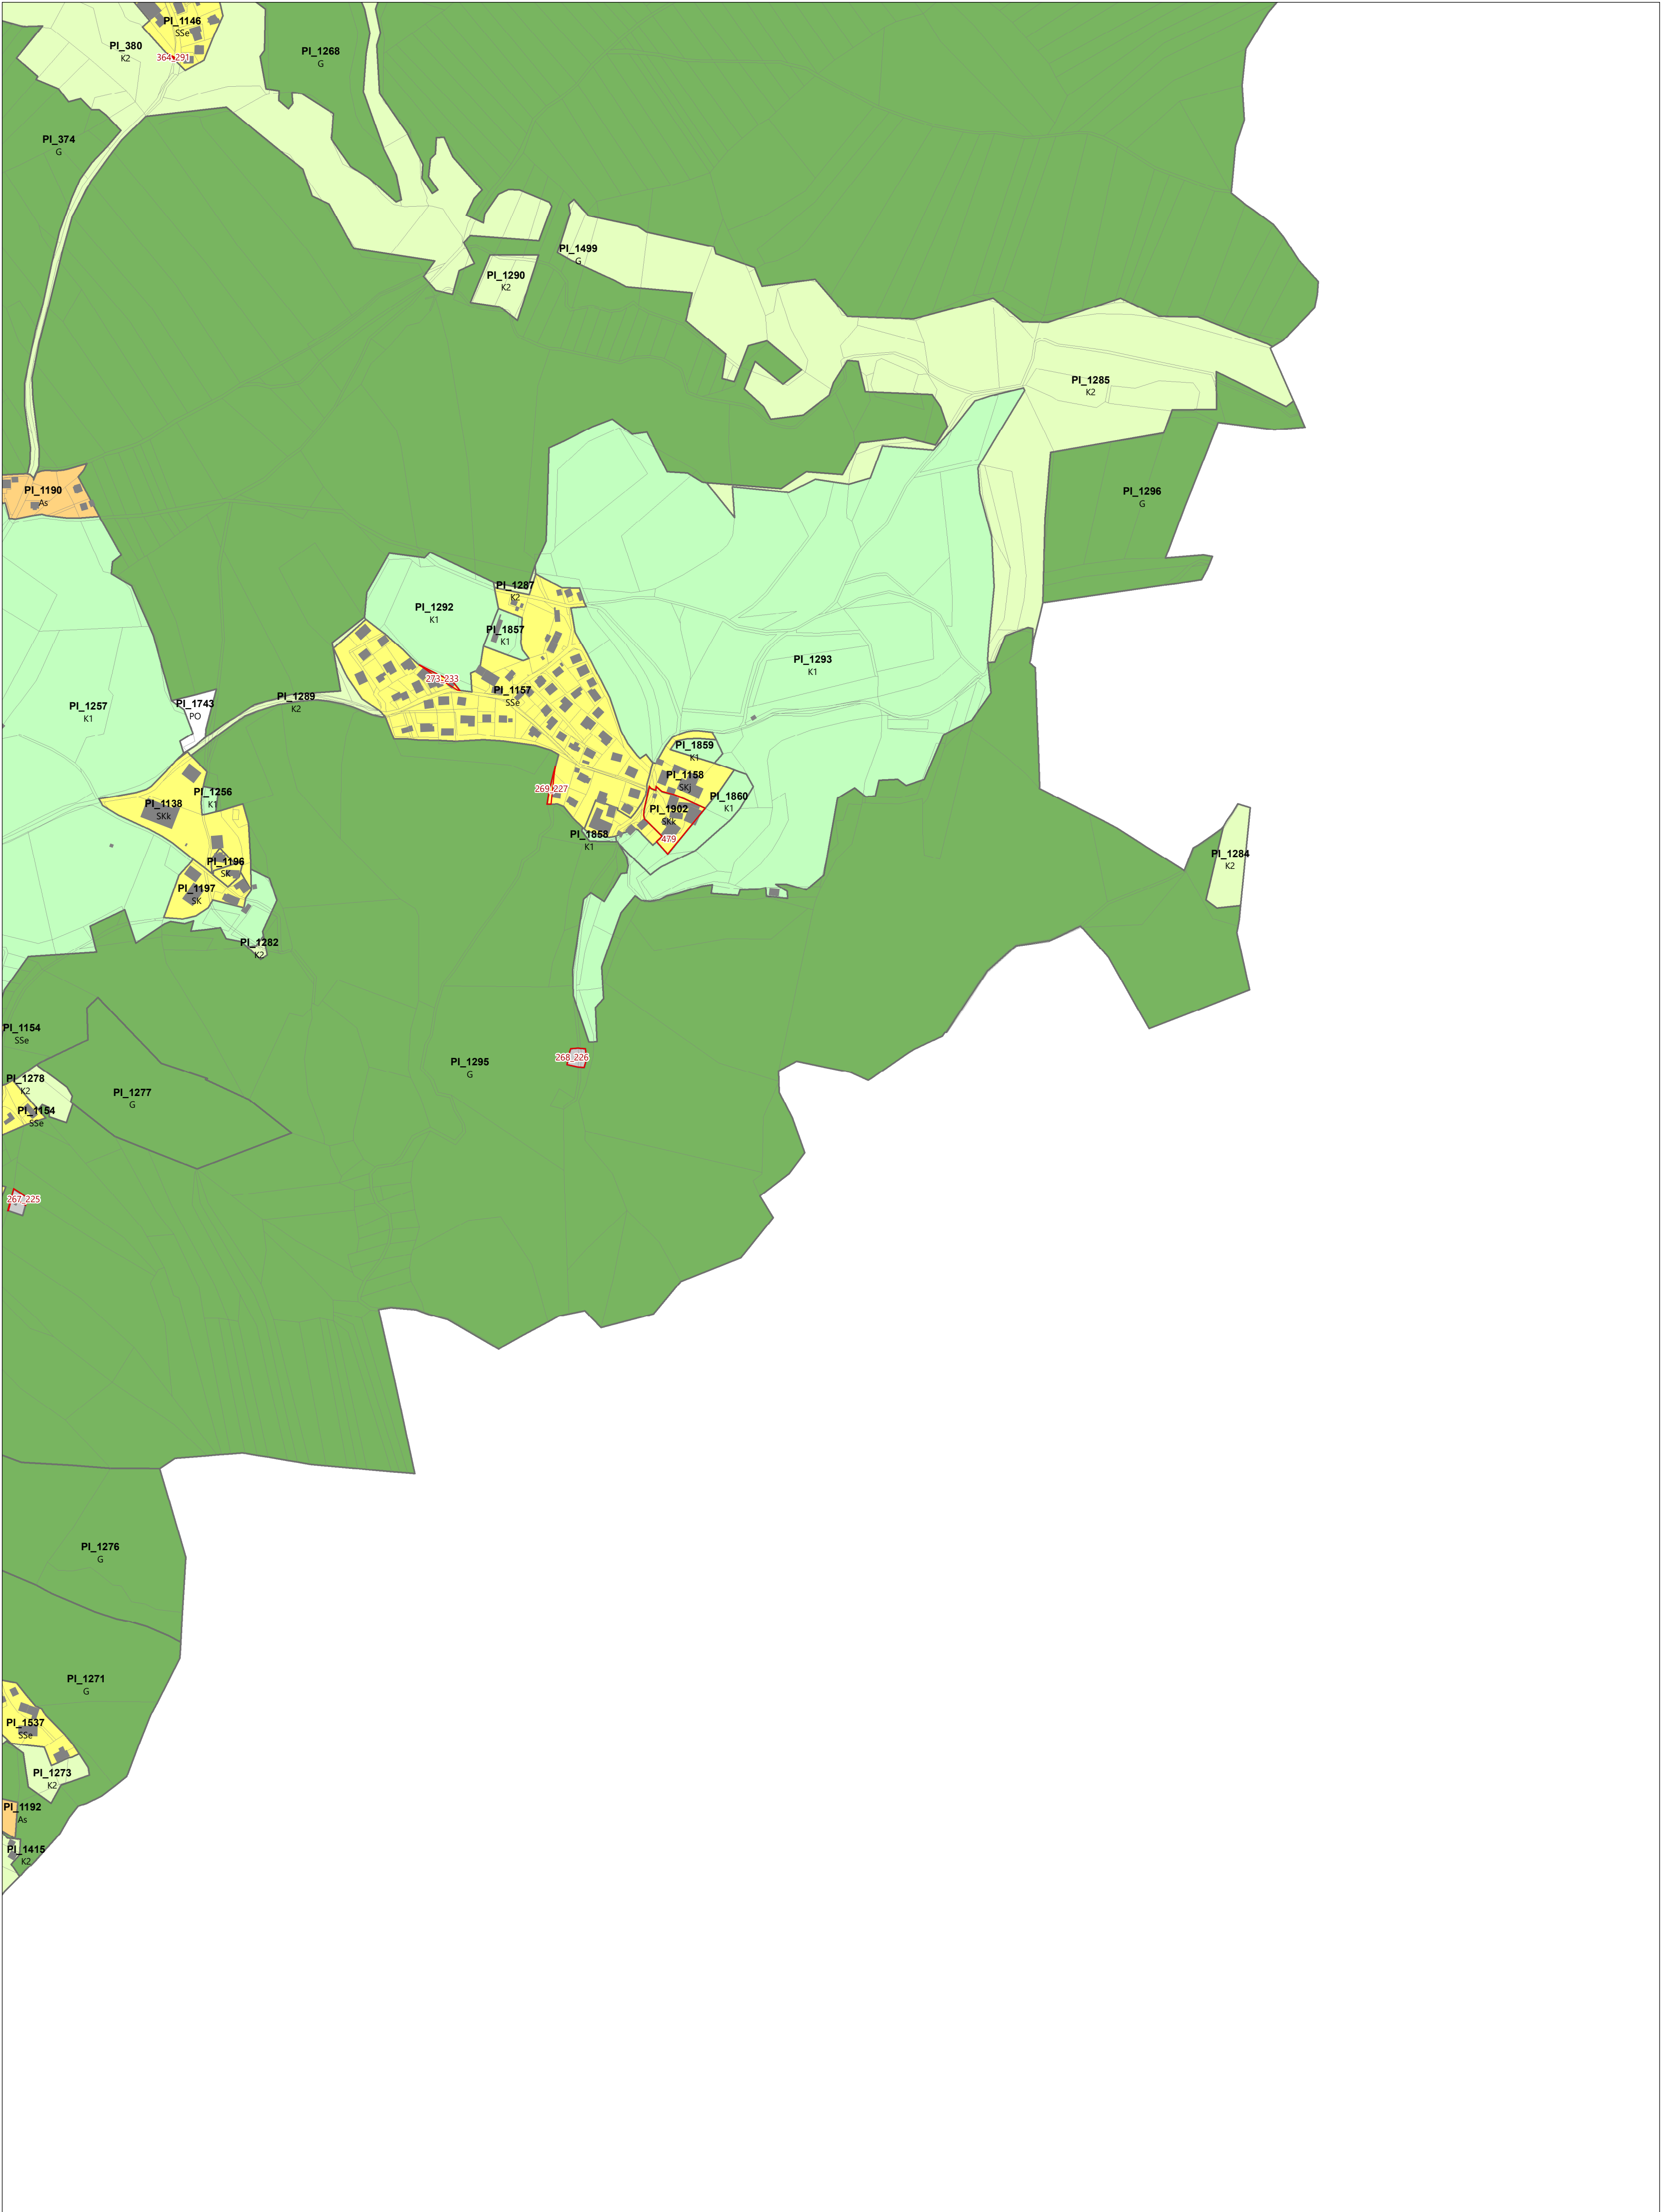 PI_1146
SSe
PI_380
K2
364_291
PI_1268
G
PI_374
G
PI_1499
G
PI_1290
K2
PI_1285
K2
PI_1190
As
PI_1296
G
PI_1287
K2
PI_1292
K1
PI_1857
K1
PI_1293
K1
273_233
PI_1157
SSe
PI_1289
K2
PI_1743
PO
PI_1257
K1
PI_1859
K1
PI_1158
SKj
269_227
PI_1256
K1
PI_1860
K1
PI_1138
SKk
PI_1902
SKk
479
PI_1858
K1
PI_1284
K2
PI_1196
SK
PI_1197
SK
PI_1282
K2
PI_1154
SSe
268_226
PI_1295
G
PI_1278
K2
PI_1277
G
PI_1154
SSe
267_225
PI_1276
G
PI_1271
G
PI_1537
SSe
PI_1273
K2
PI_1192
As
PI_1415
K2